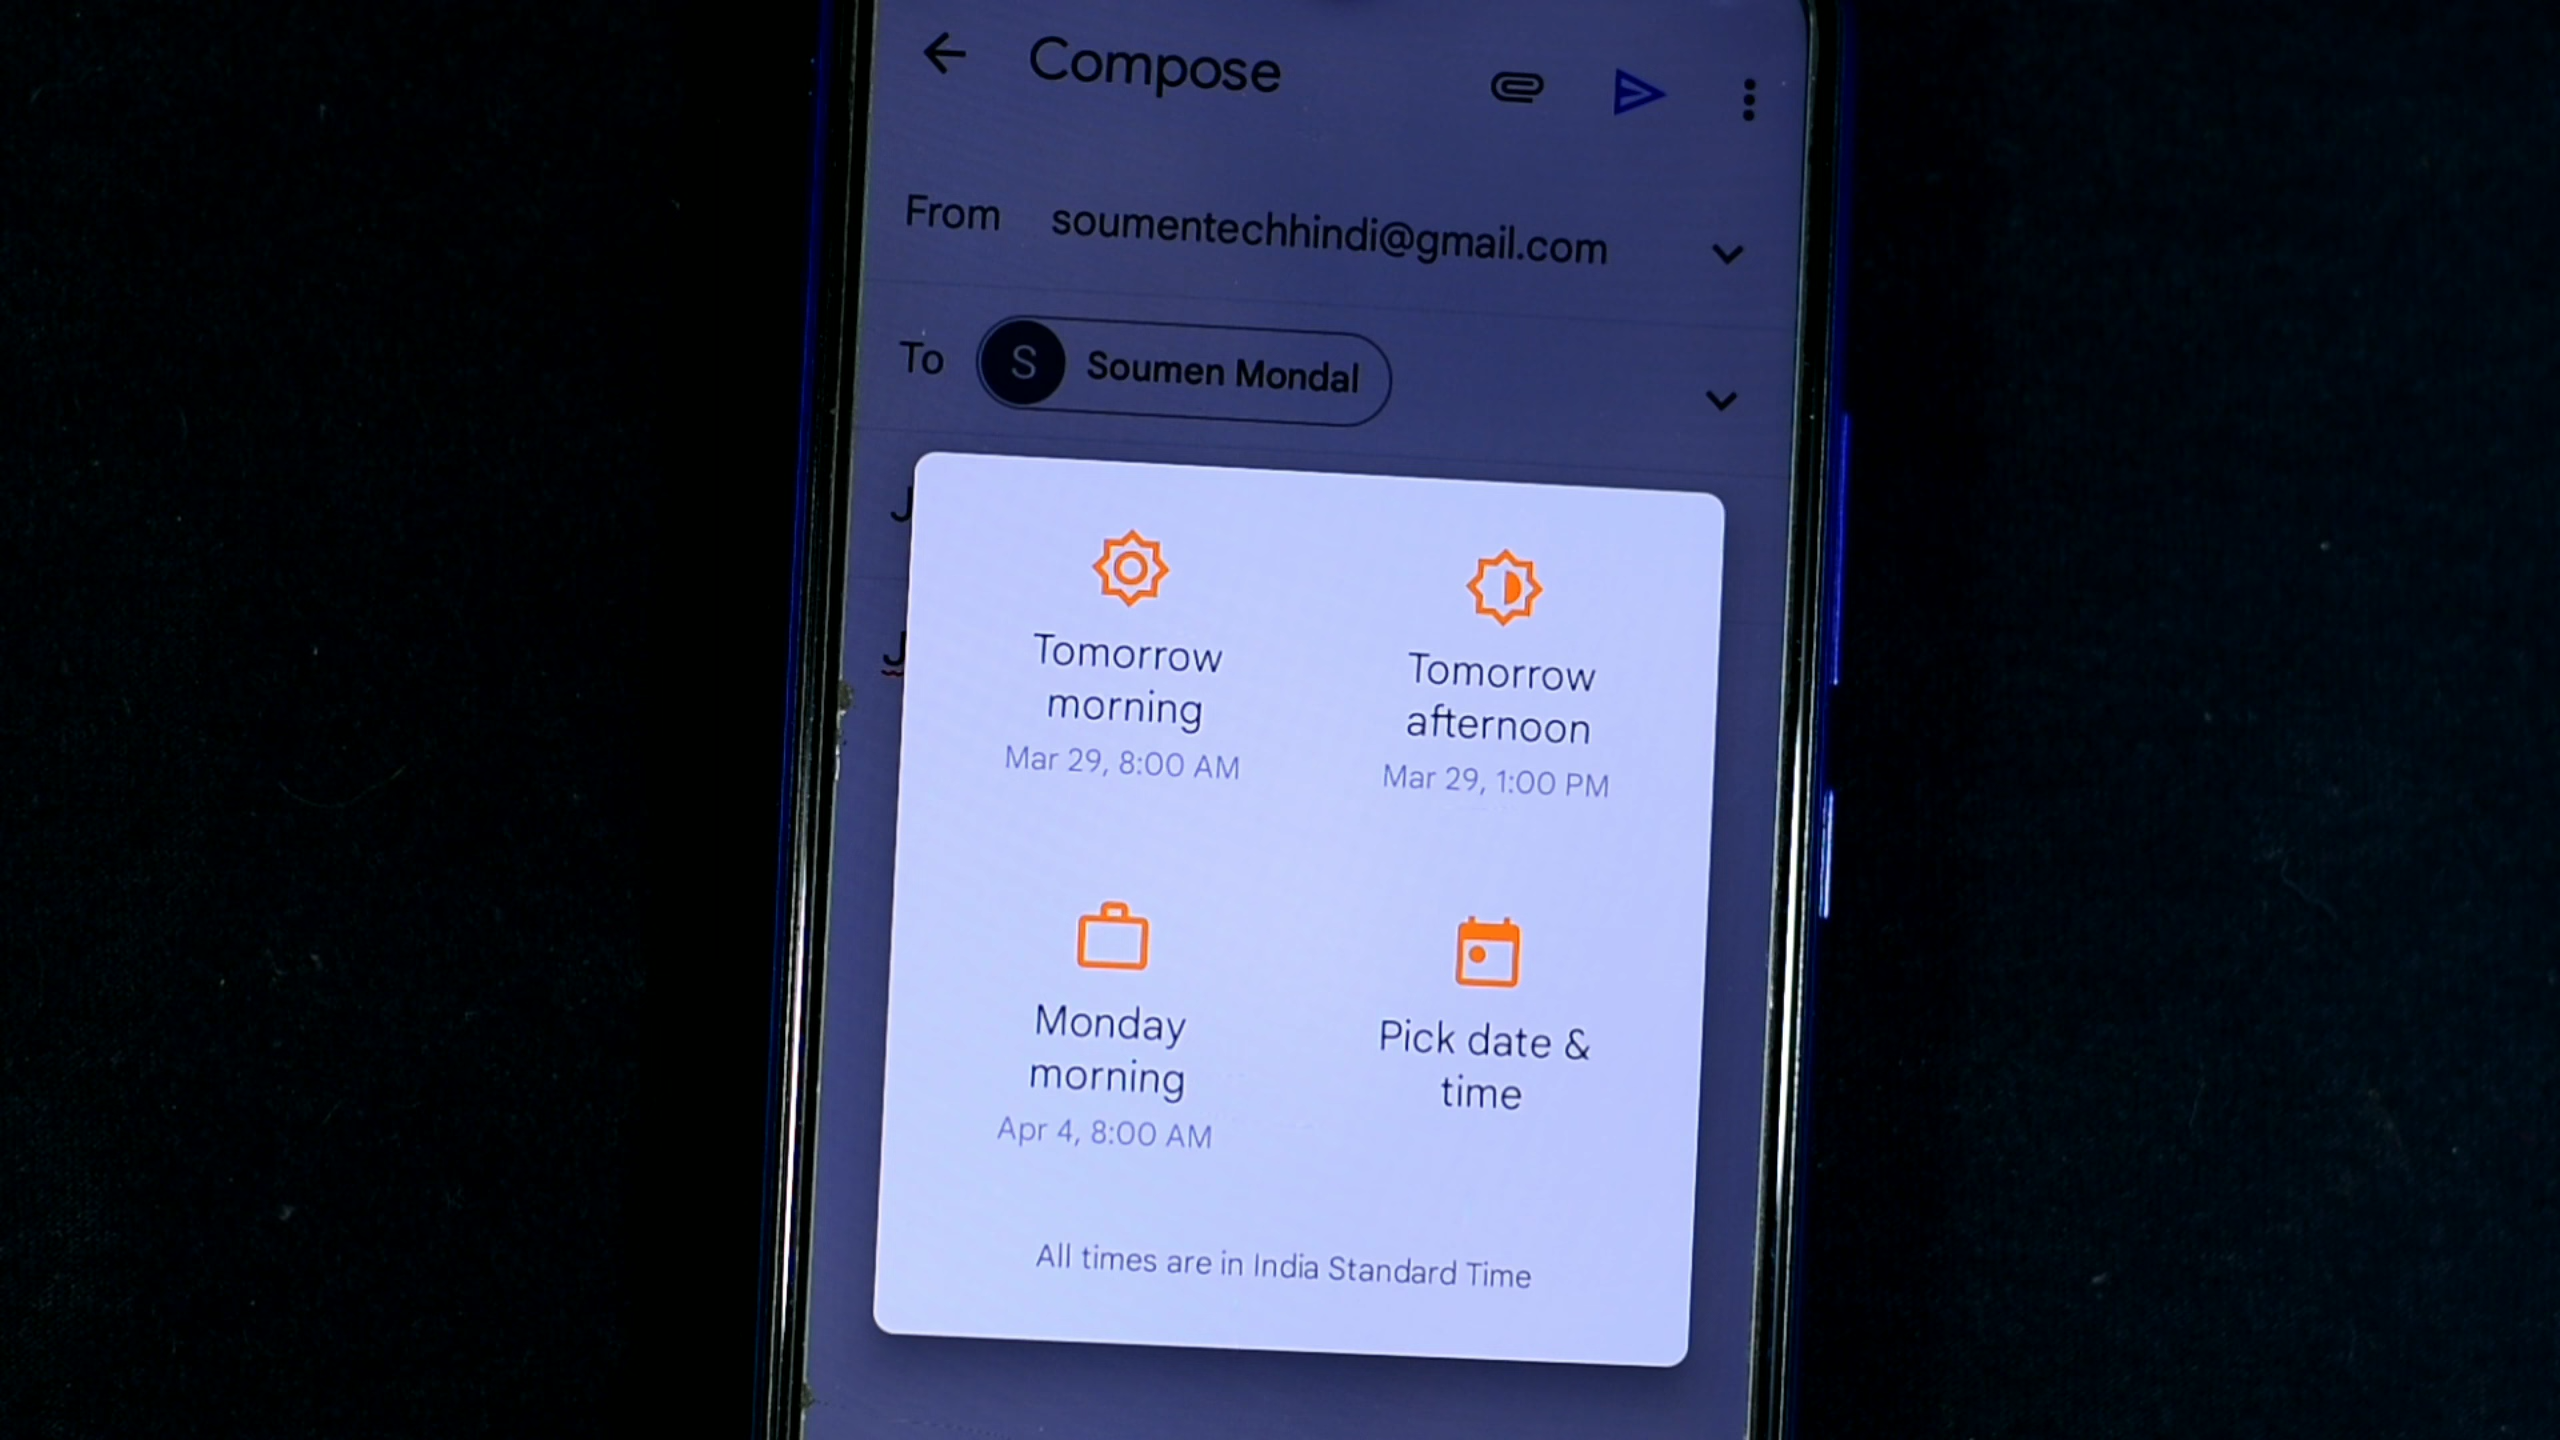 Compose
From soumentechhindi@gmail.com
To S Soumen Mondal
J
J
Tomorrow
morning
Mar 29, 8:00 AM
Tomorrow
afternoon
Mar 29, 1:00 PM
Monday
morning
Apr 4, 8:00 AM
Pick date &
time
All times are in India Standard Time